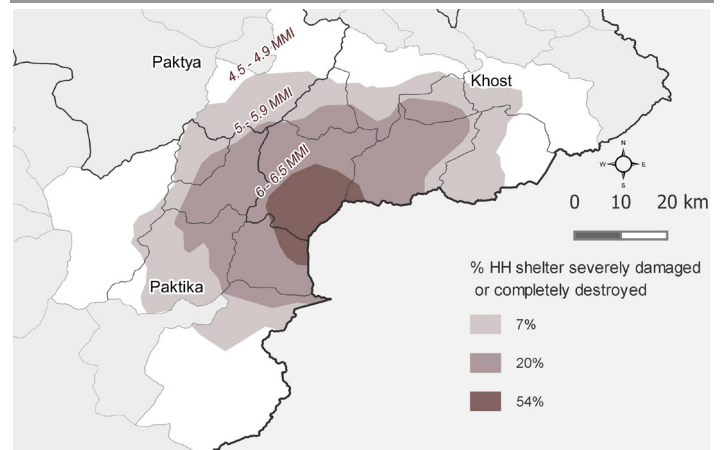 Paktya
4.5 - 4.9 MMI
Khost
5 - 5.9 MMI
6 - 6.5 MMI
N
W E
S
0 10 20 km
% HH shelter severely damaged
or completely destroyed
Paktika
7%
20%
54%